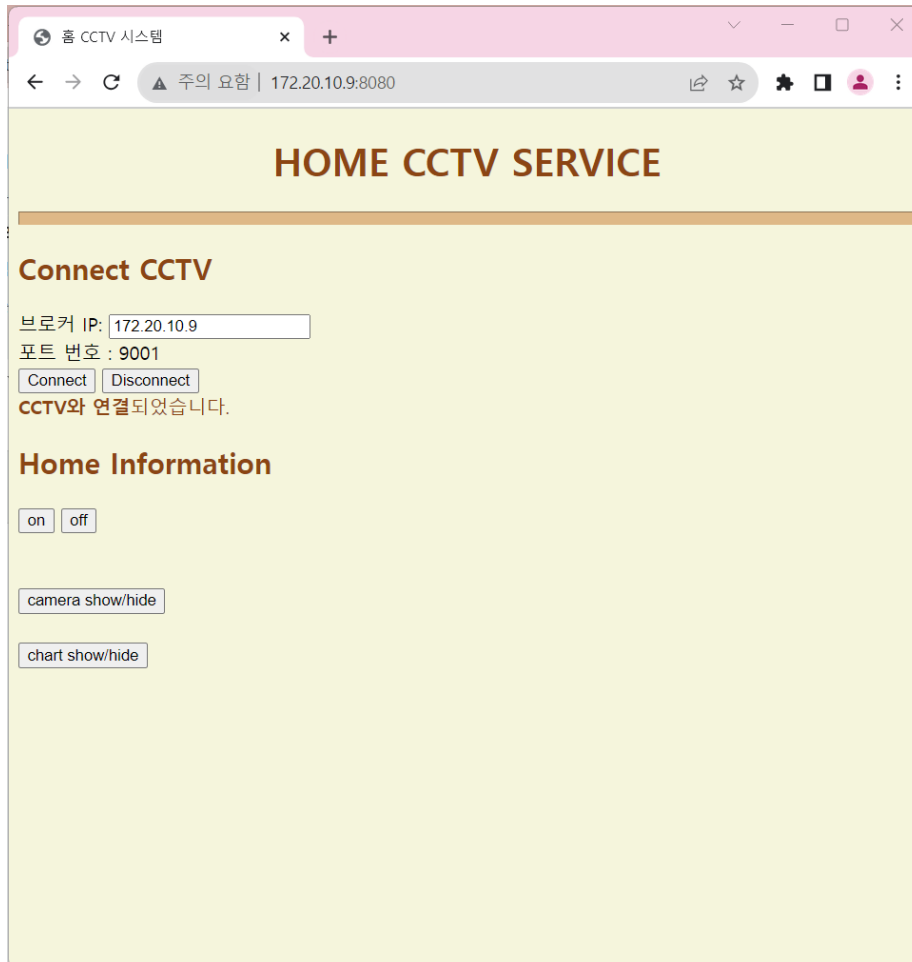 홈 CCTV 시스템
주의 요함 | 172.20.10.9:8080
HOME CCTV SERVICE
Connect CCTV
브로커 IP: 172.20.10.9
포트 번호 : 9001
Connect Disconnect
CCTV와 연결되었습니다.
Home Information
on off
camera show/hide
chart show/hide